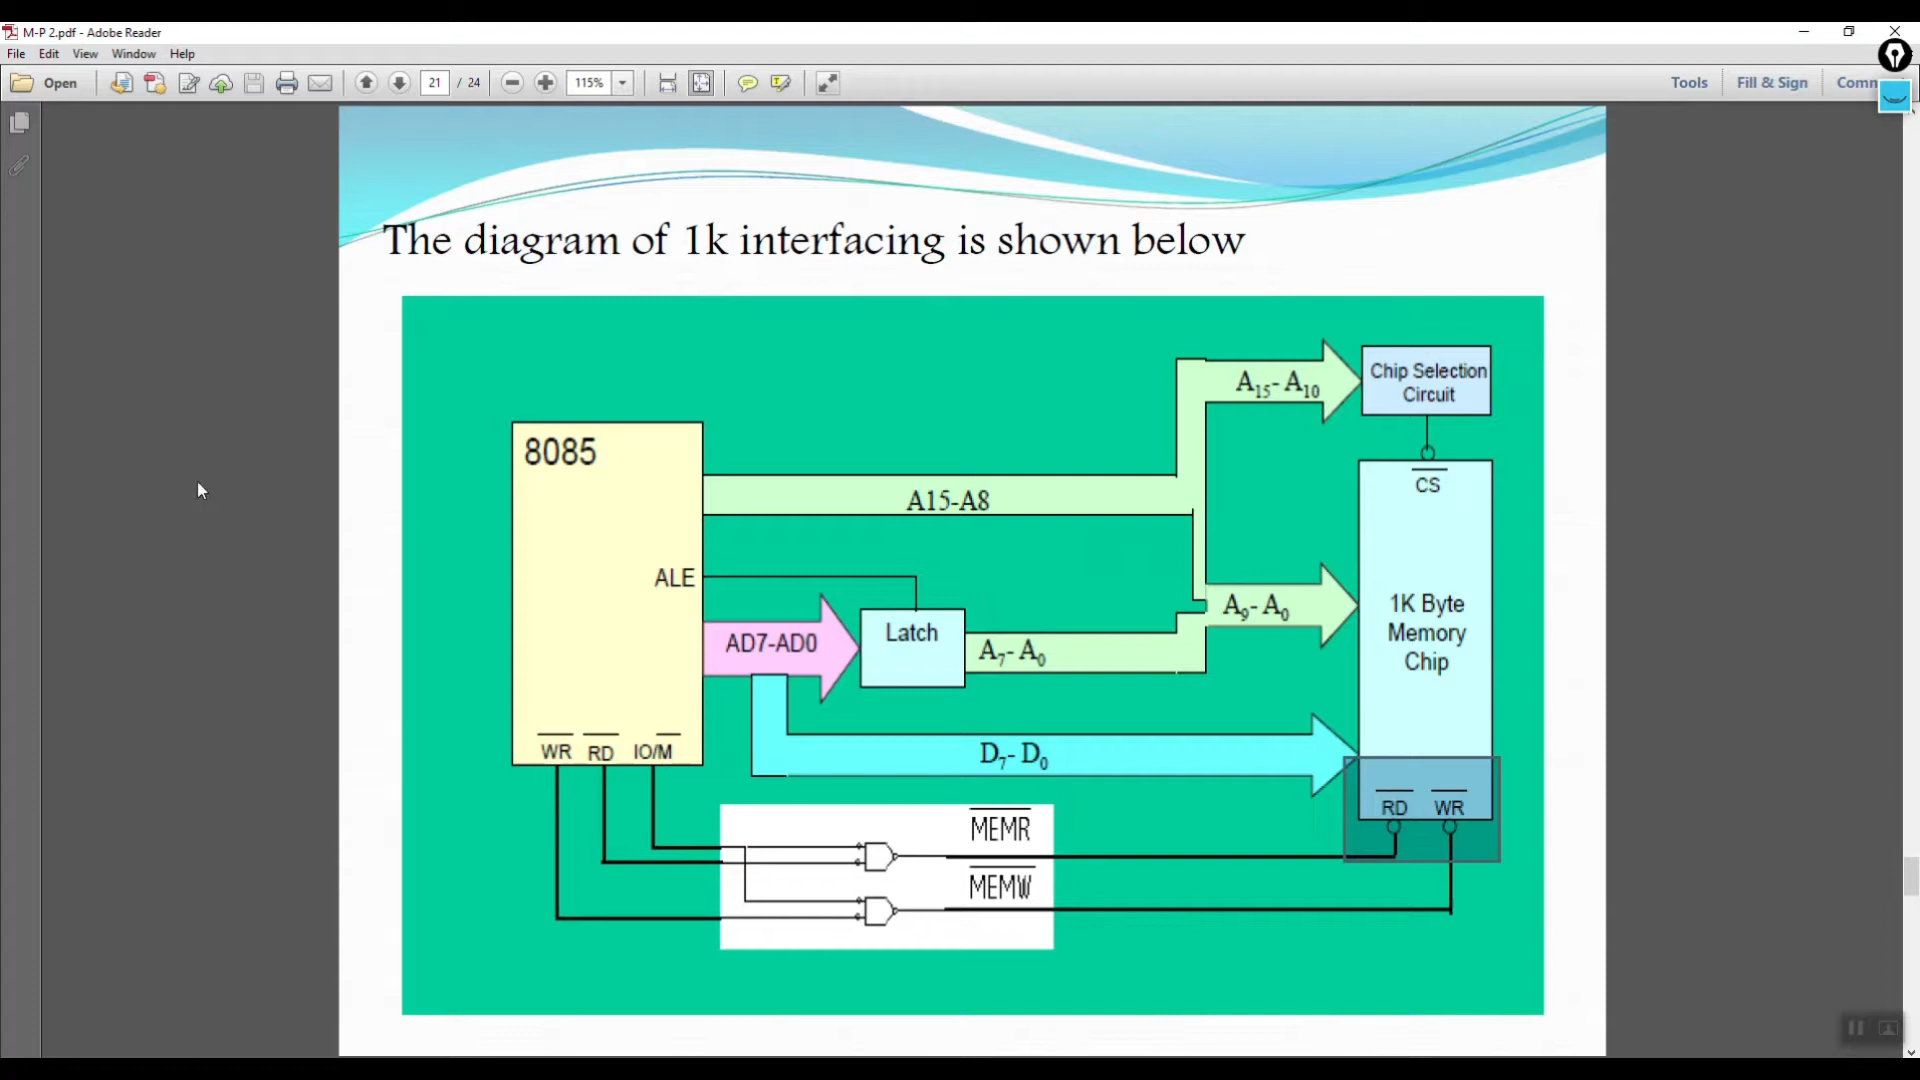 M-P 2.pdf - Adobe Reader
File Edit View Window Help
Open 21 / 24 115% Tools Fill & Sign
The diagram of 1k interfacing is shown below
A15- A10
Chip Selection
Circuit
8085
CS
A15-A8
ALE
AD7-AD0
Latch
A7- A0
A9- A0
1K Byte
Memory
Chip
WR RD IO/M
D7- D0
RD WR
MEMR
MEMW